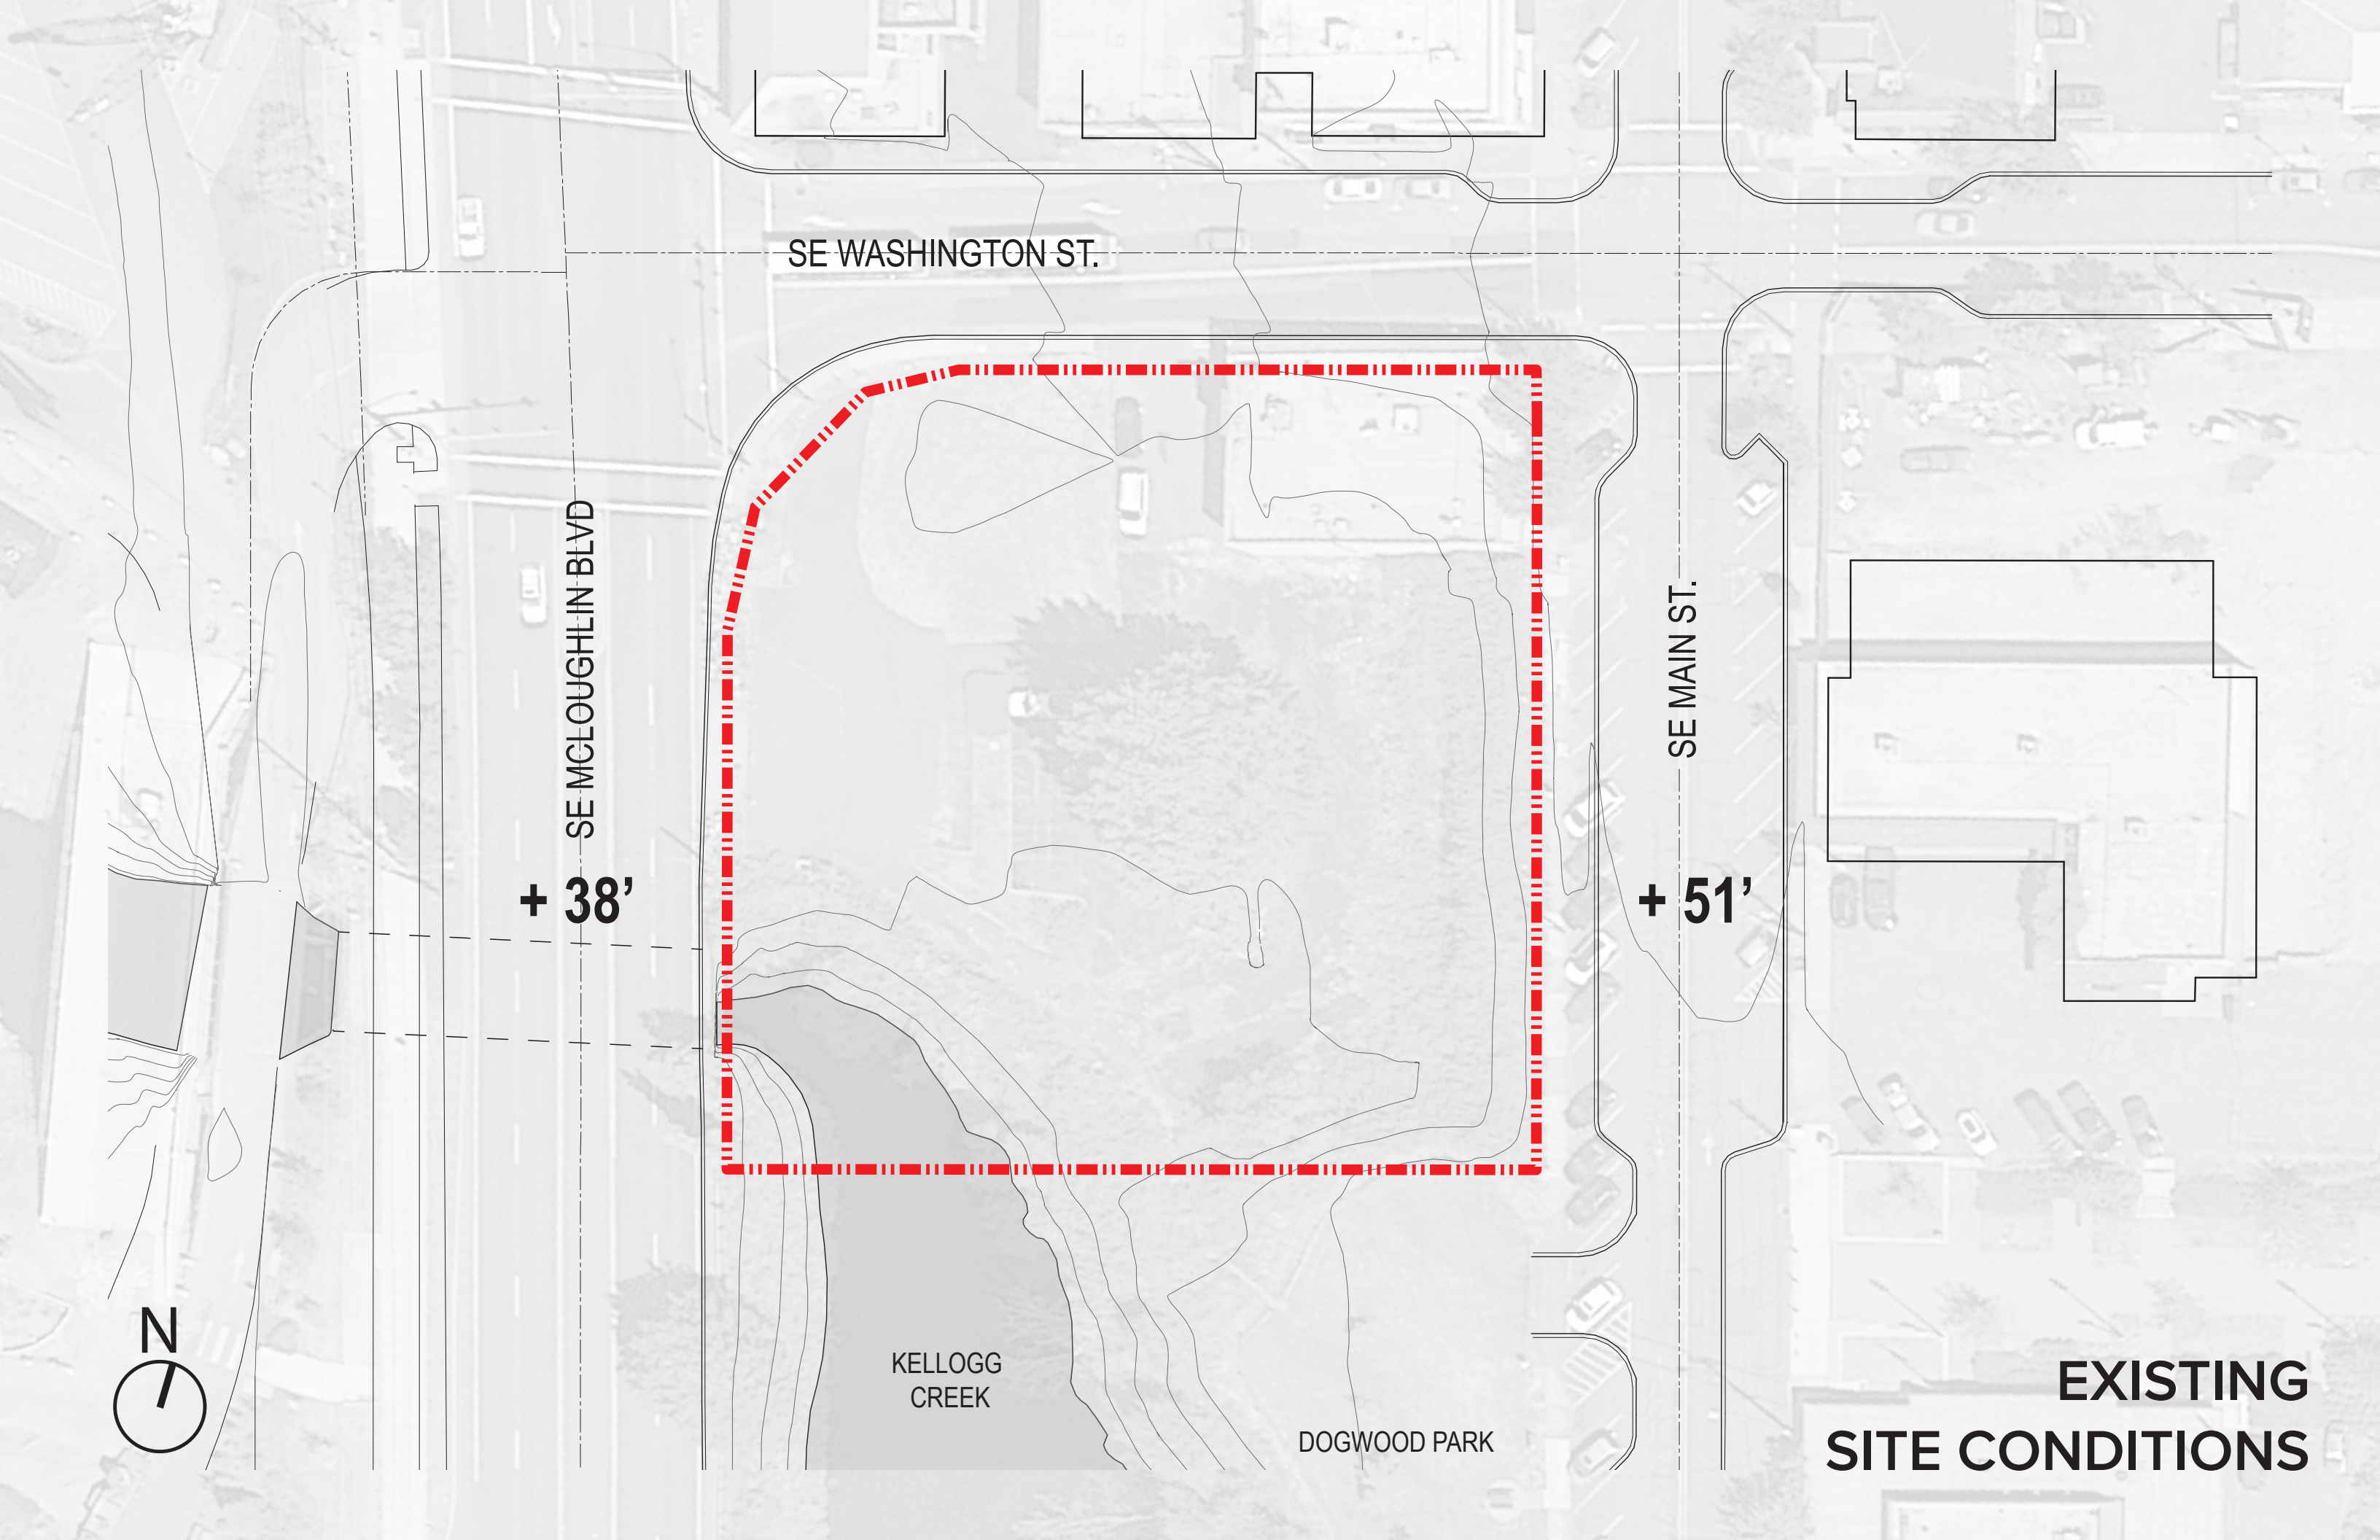 SE WASHINGTON ST.
SE MCLOUGHLIN BLVD
SE MAIN ST.
+ 38’
+ 51’
N
KELLOGG
CREEK
DOGWOOD PARK
EXISTING
SITE CONDITIONS